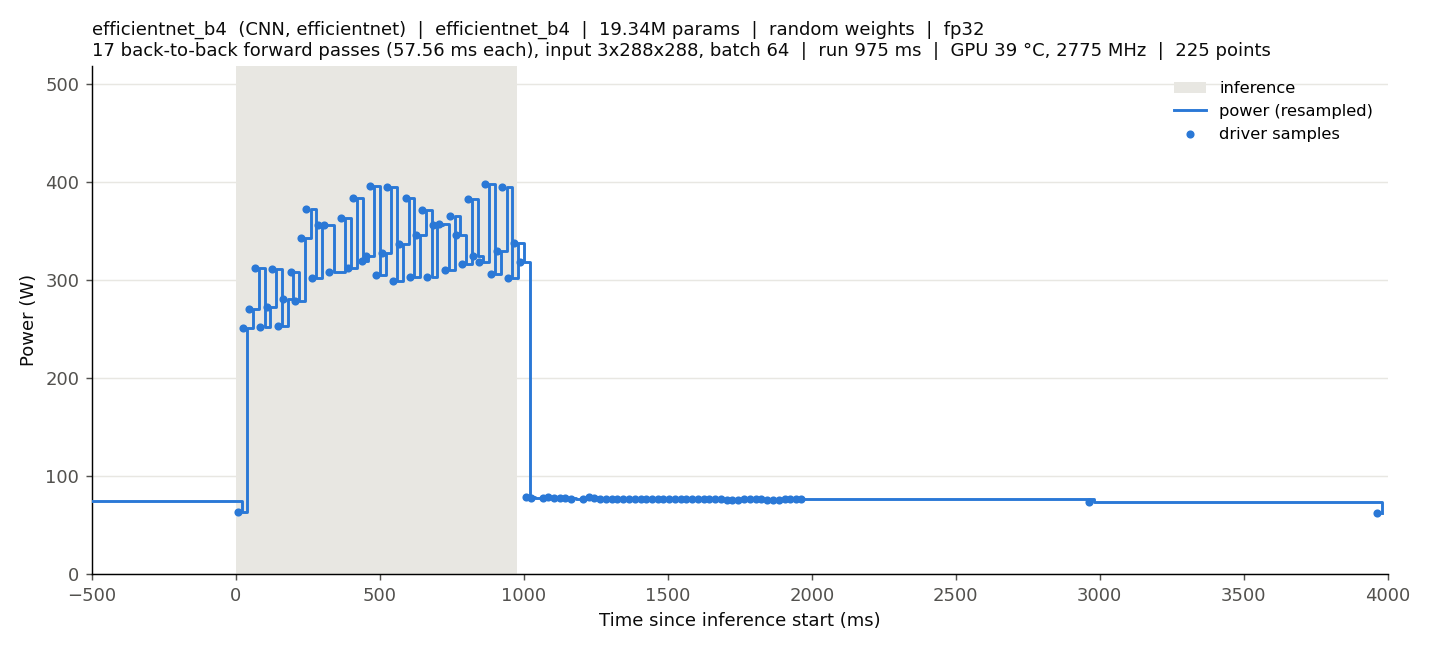 efficientnet_b4  (CNN, efficientnet)  |  efficientnet_b4  |  19.34M params  |  random weights  |  fp32
17 back-to-back forward passes (57.56 ms each), input 3x288x288, batch 64  |  run 975 ms  |  GPU 39 °C, 2775 MHz  |  225 points
500
400
300
200
100
0
Power (W)
inference
power (resampled)
driver samples
−500
0
500
1000
1500
2000
2500
3000
3500
4000
Time since inference start (ms)